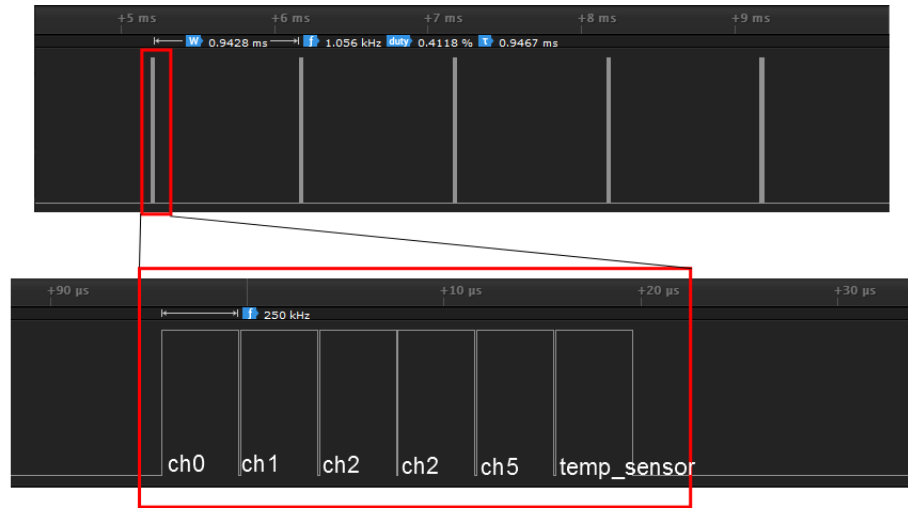 +5 ms +6 ms +7 ms +8 ms +9 ms
W 0.9428 ms f 1.056 kHz duty 0.4118 % τ 0.9467 ms
+90 µs +10 µs +20 µs +30 µs
f 250 kHz
ch0 ch1 ch2 ch2 ch5 temp_sensor